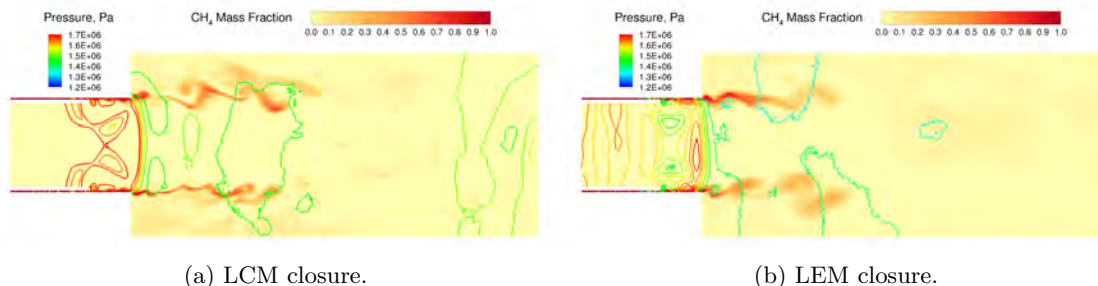 Pressure, Pa
CH₄ Mass Fraction
1.7E+06
1.6E+06
1.5E+06
1.4E+06
1.3E+06
1.2E+06
0.0 0.1 0.2 0.3 0.4 0.5 0.6 0.7 0.8 0.9 1.0
Pressure, Pa
CH₄ Mass Fraction
1.7E+06
1.6E+06
1.5E+06
1.4E+06
1.3E+06
1.2E+06
0.0 0.1 0.2 0.3 0.4 0.5 0.6 0.7 0.8 0.9 1.0
(a) LCM closure.
(b) LEM closure.